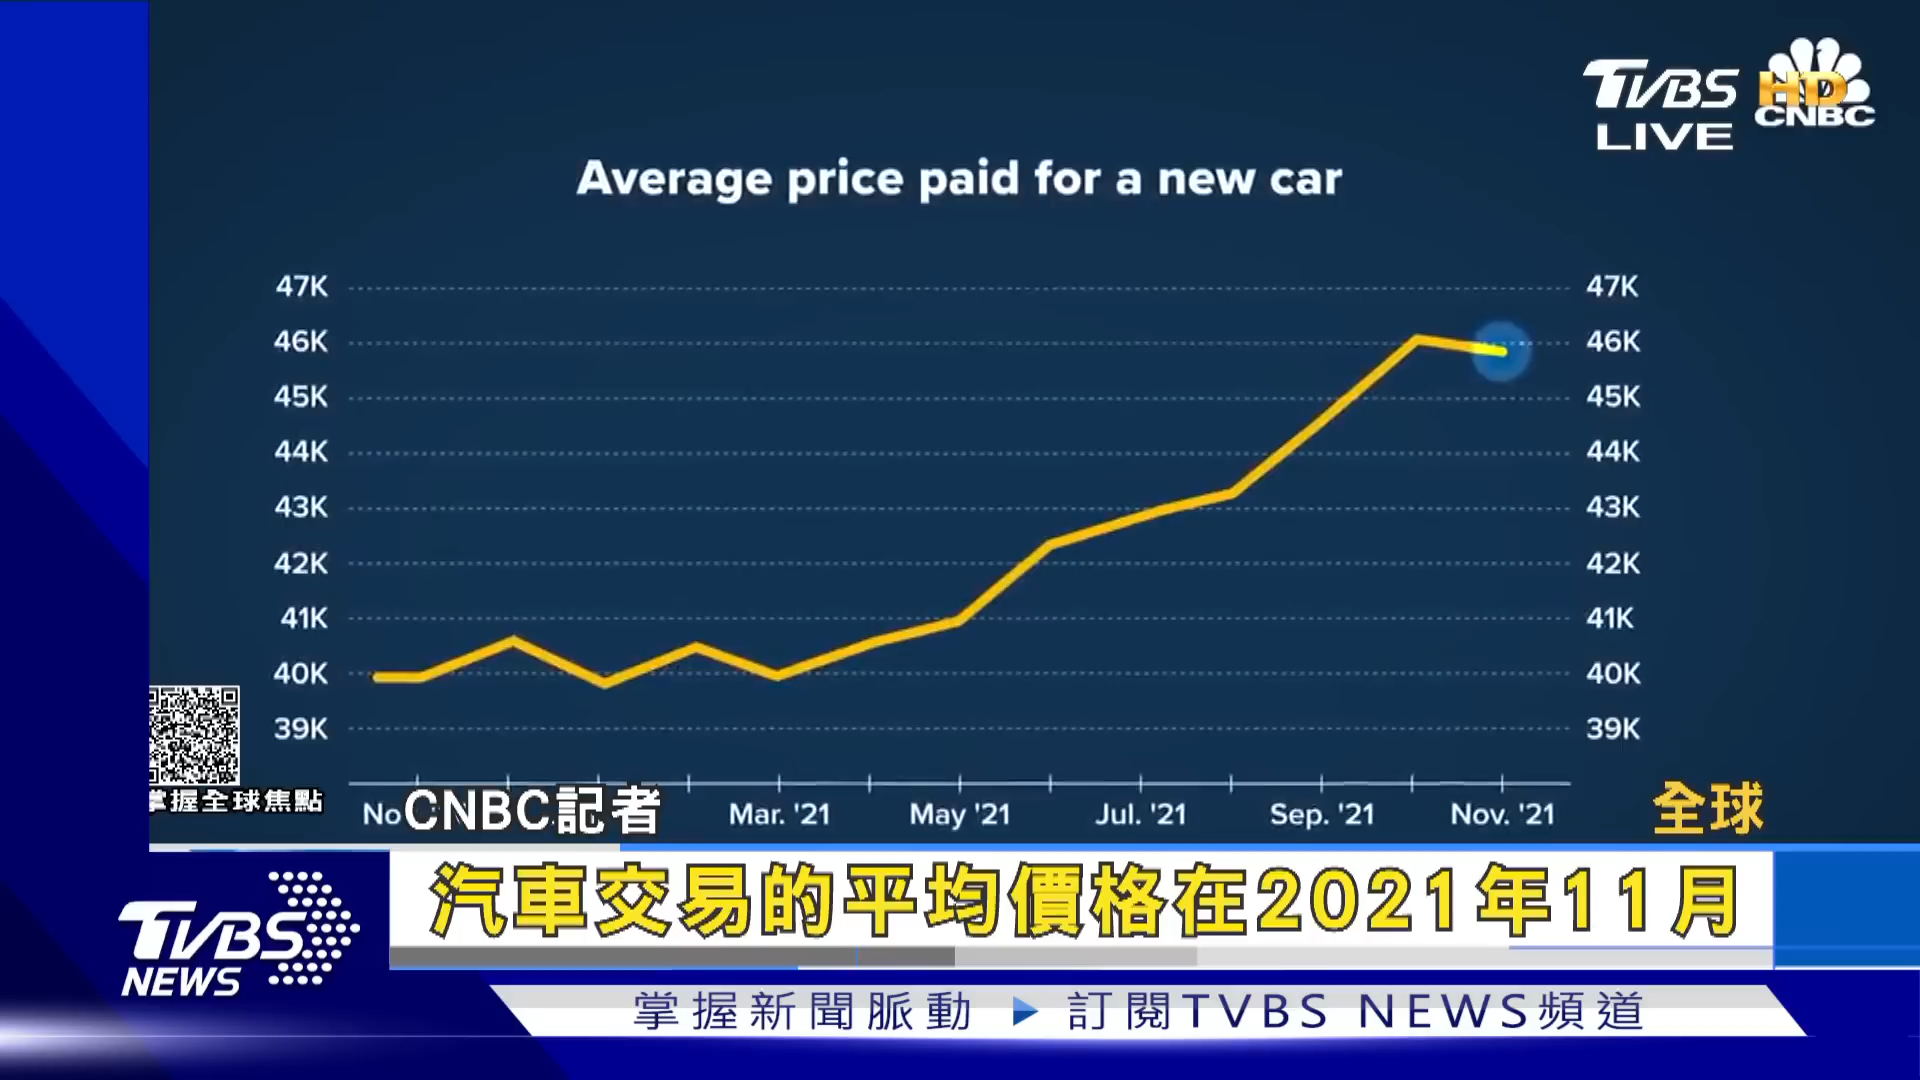 TVBS
LIVE
HD
CNBC
Average price paid for a new car
47K 47K
46K 46K
45K 45K
44K 44K
43K 43K
42K 42K
41K 41K
40K 40K
39K 39K
掌握全球焦點
No Mar. '21 May '21 Jul. '21 Sep. '21 Nov. '21
CNBC記者
全球
汽車交易的平均價格在2021年11月
TVBS
NEWS
掌握新聞脈動 訂閱TVBS NEWS頻道